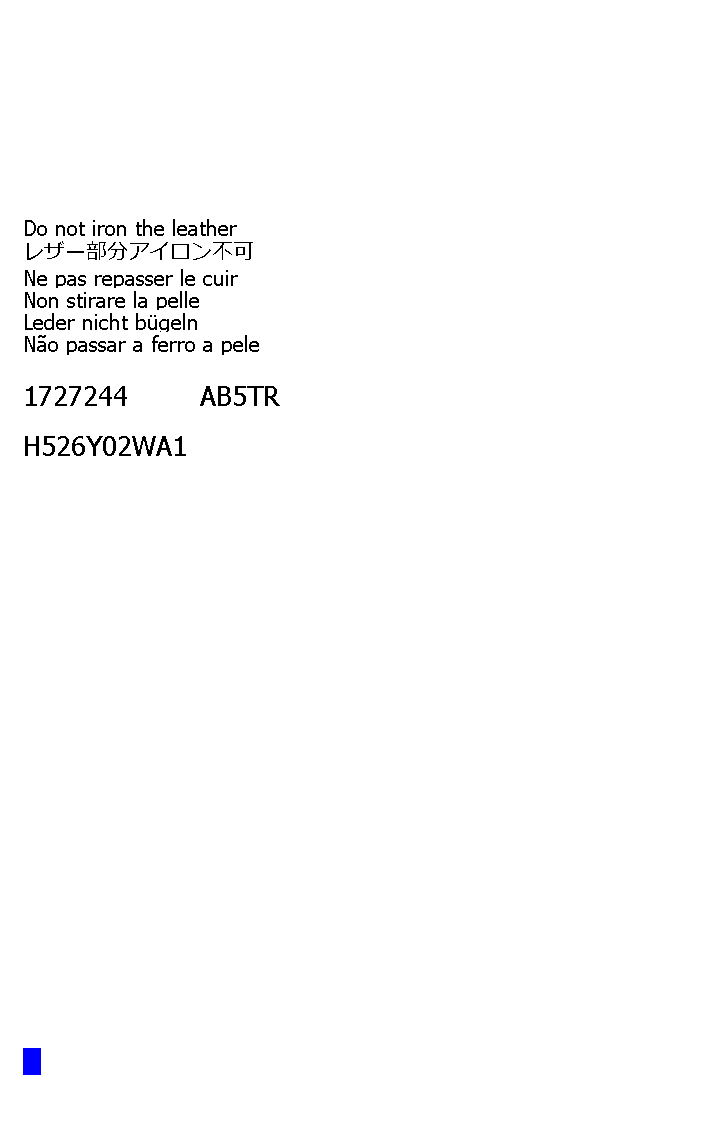 Do not iron the leather
レザー部分アイロン不可
Ne pas repasser le cuir
Non stirare la pelle
Leder nicht bügeln
Não passar a ferro a pele
1727244 AB5TR
H526Y02WA1